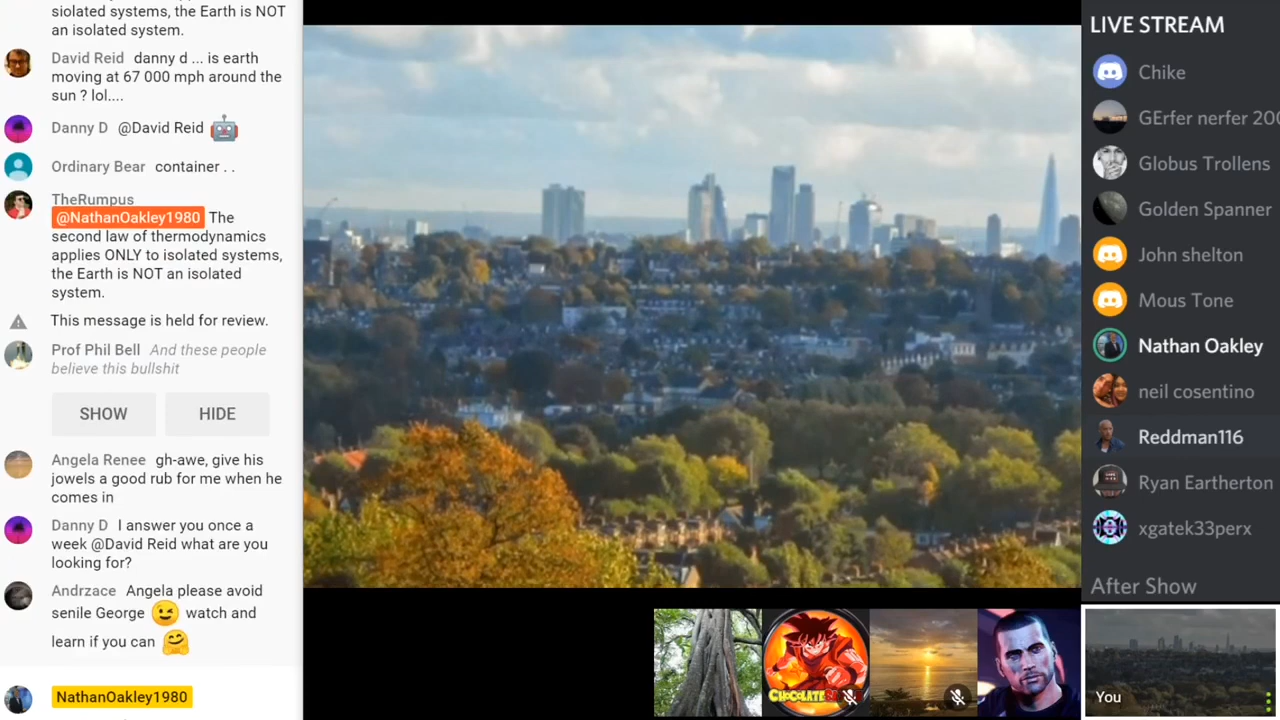 siolated systems, the Earth is NOT
an isolated system.
David Reid danny d ... is earth
moving at 67 000 mph around the
sun ? lol....
Danny D @David Reid
Ordinary Bear container . .
TheRumpus
@NathanOakley1980 The
second law of thermodynamics
applies ONLY to isolated systems,
the Earth is NOT an isolated
system.
This message is held for review.
Prof Phil Bell And these people
believe this bullshit
SHOW HIDE
Angela Renee gh-awe, give his
jowels a good rub for me when he
comes in
Danny D I answer you once a
week @David Reid what are you
looking for?
Andrzace Angela please avoid
senile George watch and
learn if you can
NathanOakley1980
LIVE STREAM
Chike
GErfer nerfer 200
Globus Trollens
Golden Spanner
John shelton
Mous Tone
Nathan Oakley
neil cosentino
Reddman116
Ryan Eartherton
xgatek33perx
After Show
You